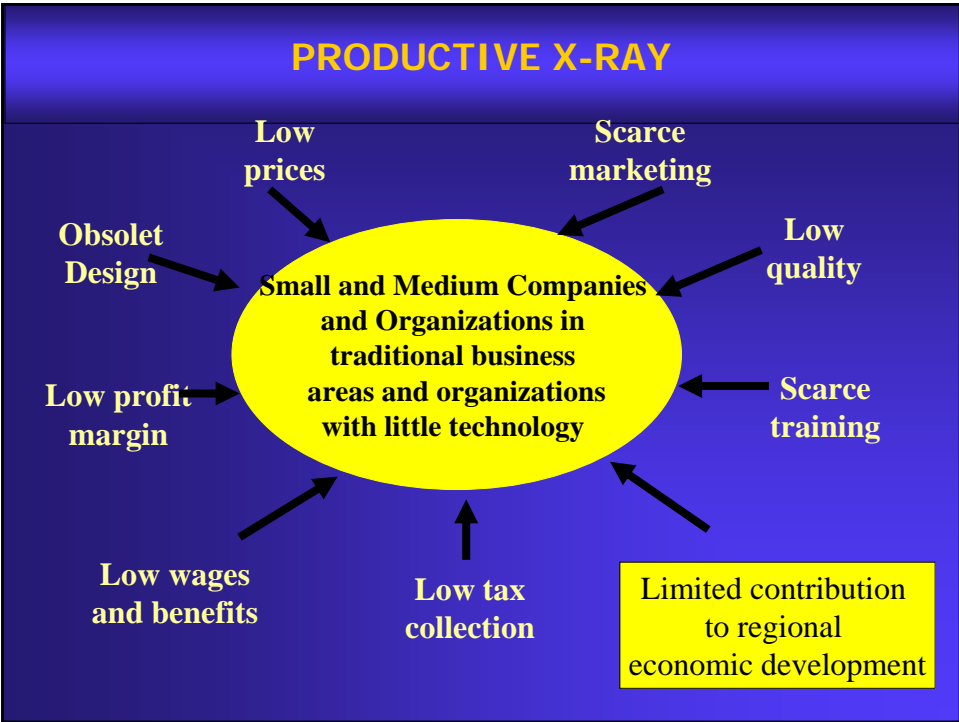 PRODUCTIVE X-RAY
Low
prices
Scarce
marketing
Obsolet
Design
Low
quality
Small and Medium Companies
and Organizations in
traditional business
areas and organizations
with little technology
Low profit
margin
Scarce
training
Low wages
and benefits
Low tax
collection
Limited contribution
to regional
economic development